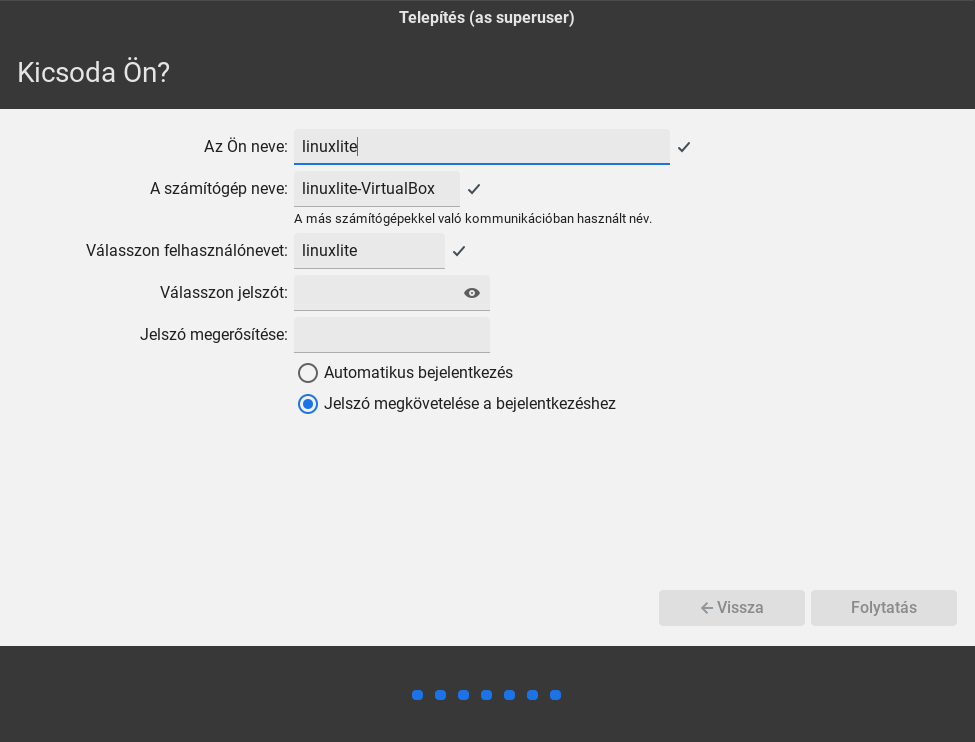 Telepítés (as superuser)
Kicsoda Ön?
Az Ön neve: linuxlite
A számítógép neve: linuxlite-VirtualBox
A más számítógépekkel való kommunikációban használt név.
Válasszon felhasználónevet: linuxlite
Válasszon jelszót:
Jelszó megerősítése:
Automatikus bejelentkezés
Jelszó megkövetelése a bejelentkezéshez
Vissza Folytatás